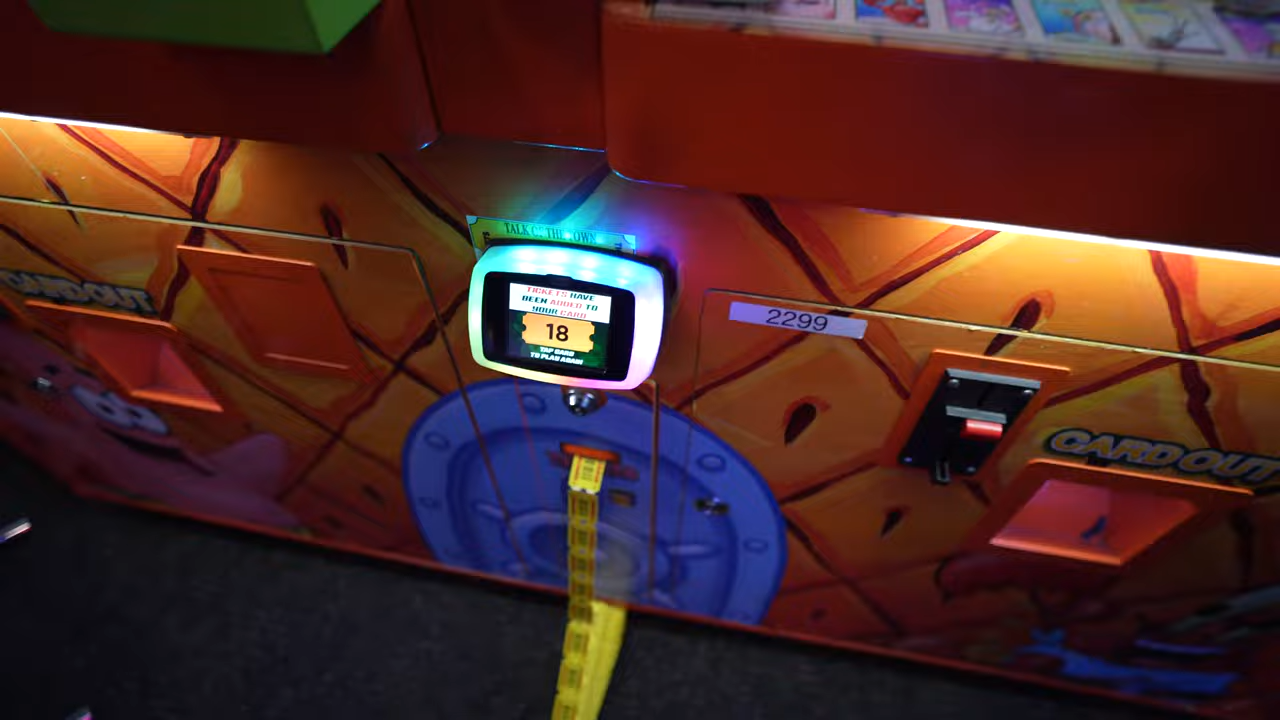 TALK OF THE TOWN
TICKETS HAVE
BEEN ADDED TO
YOUR CARD
18
TAP CARD
TO PLAY AGAIN
2299
CARD OUT
CARD OUT